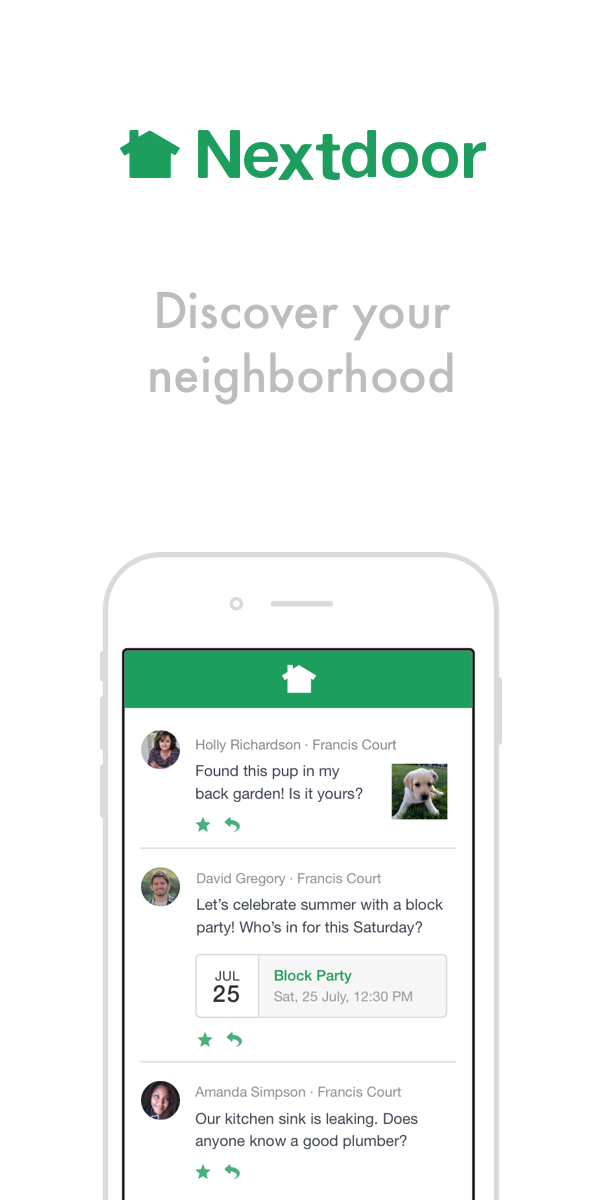 Nextdoor
Discover your
neighborhood
Holly Richardson · Francis Court
Found this pup in my
back garden! Is it yours?
David Gregory · Francis Court
Let’s celebrate summer with a block
party! Who’s in for this Saturday?
JUL
25
Block Party
Sat, 25 July, 12:30 PM
Amanda Simpson · Francis Court
Our kitchen sink is leaking. Does
anyone know a good plumber?